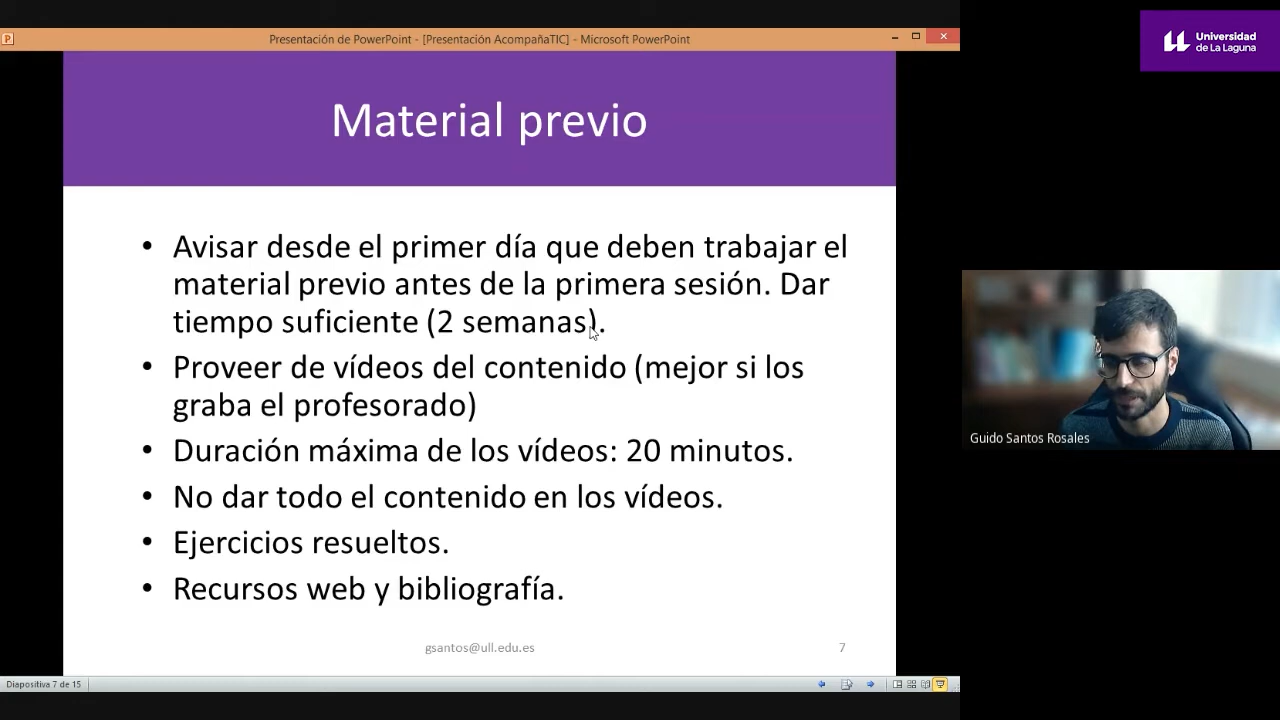 Presentación de PowerPoint - [Presentación AcompañaTIC] - Microsoft PowerPoint
Universidad
de La Laguna
Material previo
• Avisar desde el primer día que deben trabajar el
material previo antes de la primera sesión. Dar
tiempo suficiente (2 semanas).
• Proveer de vídeos del contenido (mejor si los
graba el profesorado)
• Duración máxima de los vídeos: 20 minutos.
• No dar todo el contenido en los vídeos.
• Ejercicios resueltos.
• Recursos web y bibliografía.
Guido Santos Rosales
gsantos@ull.edu.es
7
Diapositiva 7 de 15